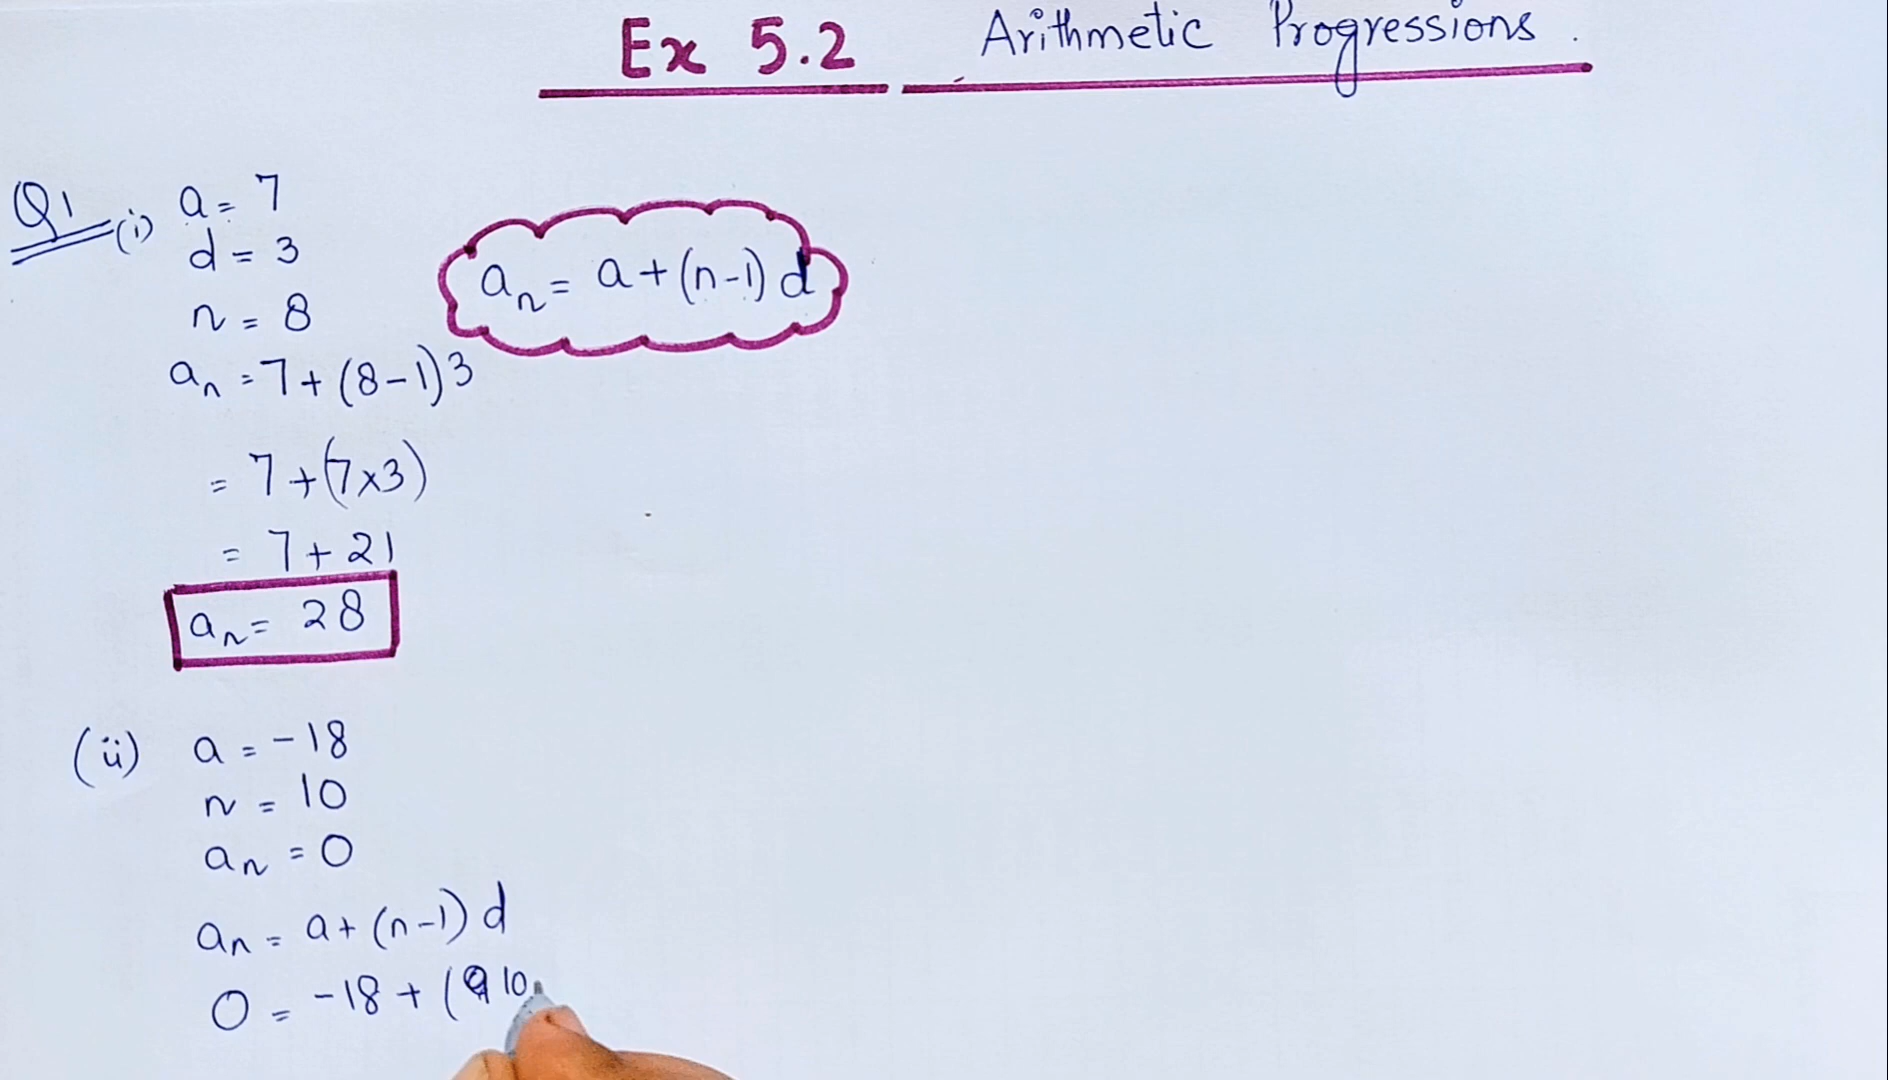 Ex 5.2 Arithmetic Progressions.
Q1 (i) a = 7
d = 3
n = 8
aₙ = a + (n-1) d
aₙ = 7 + (8-1)3
= 7 + (7x3)
= 7 + 21
aₙ = 28
(ii) a = -18
n = 10
aₙ = 0
aₙ = a + (n-1) d
0 = -18 + ( 10